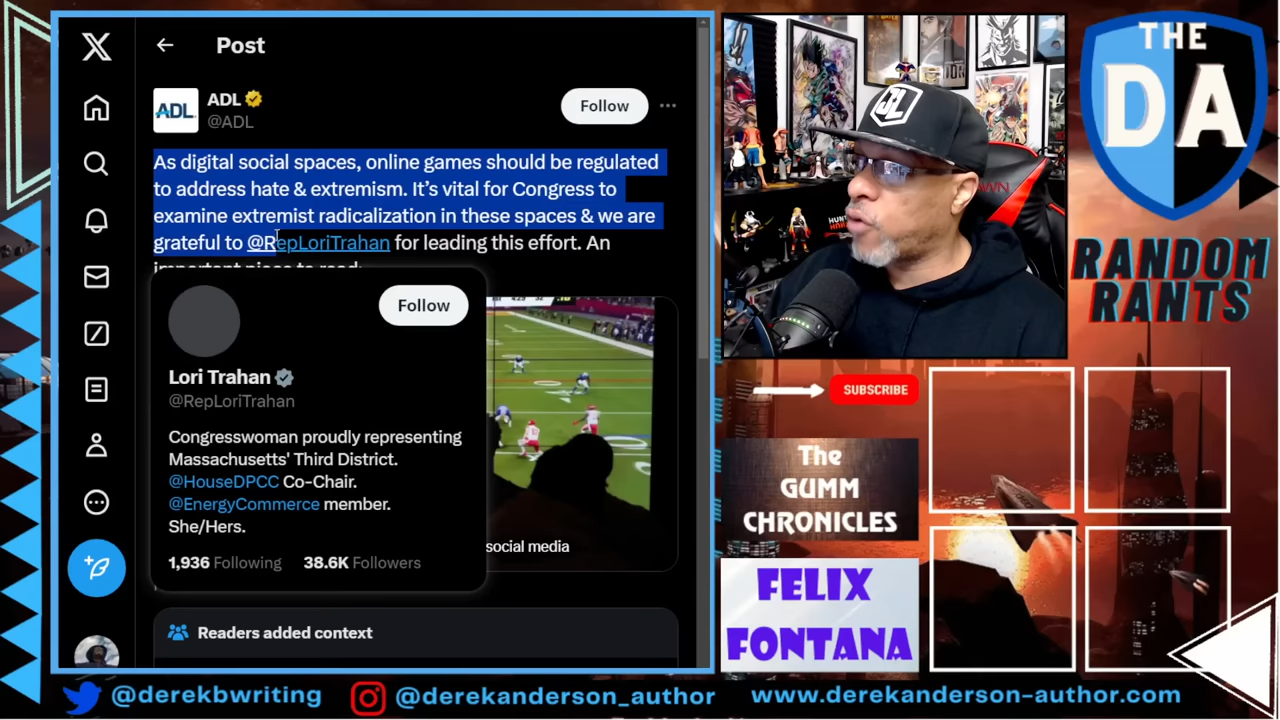 Post
ADL
@ADL
Follow
As digital social spaces, online games should be regulated
to address hate & extremism. It's vital for Congress to
examine extremist radicalization in these spaces & we are
grateful to @RepLoriTrahan for leading this effort. An
important piece to read:
Follow
Lori Trahan
@RepLoriTrahan
Congresswoman proudly representing
Massachusetts' Third District.
@HouseDPCC Co-Chair.
@EnergyCommerce member.
She/Hers.
1,936 Following 38.6K Followers
social media
Readers added context
THE
DA
RANDOM
RANTS
SUBSCRIBE
The
GUMM
CHRONICLES
FELIX
FONTANA
@derekbwriting @derekanderson_author www.derekanderson-author.com